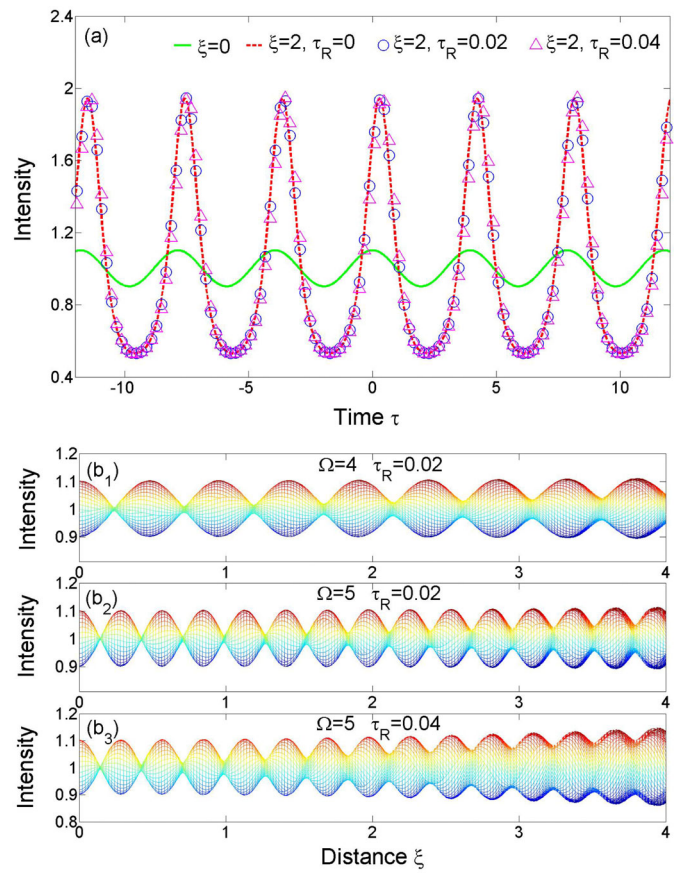 2.4
(a)
ξ=0
ξ=2, τR=0
ξ=2, τR=0.02
ξ=2, τR=0.04
2
1.6
1.2
0.8
0.4
Intensity
-10
-5
0
5
10
Time τ
1.2
(b1)
Ω=4 τR=0.02
1.1
1
0.9
Intensity
0
1
2
3
4
1.2
(b2)
Ω=5 τR=0.02
1.1
1
0.9
Intensity
0
1
2
3
4
1.2
(b3)
Ω=5 τR=0.04
1.1
1
0.9
0.8
Intensity
0
1
2
3
4
Distance ξ